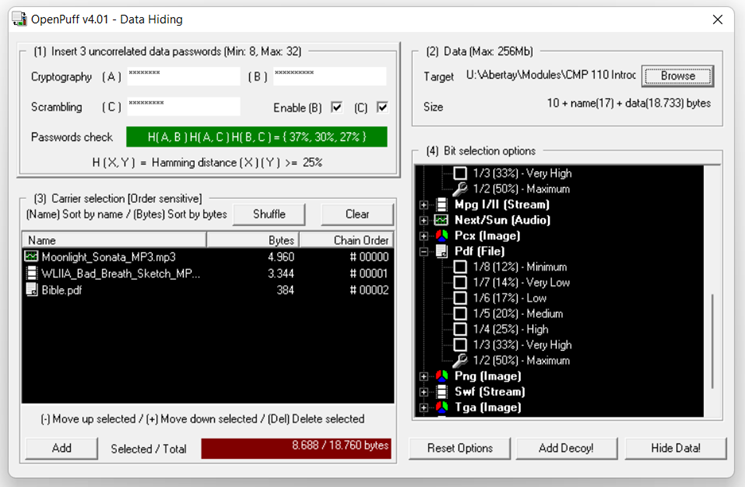 OpenPuff v4.01 - Data Hiding
(1) Insert 3 uncorrelated data passwords (Min: 8, Max: 32)
Cryptography (A) ******** (B) **********
Scrambling (C) ********* Enable (B) (C)
Passwords check H( A, B ) H( A, C ) H( B, C ) = { 37%, 30%, 27% }
H ( X, Y ) = Hamming distance ( X ) ( Y ) >= 25%
(2) Data (Max: 256Mb)
Target U:\Abertay\Modules\CMP 110 Introc Browse
Size 10 + name(17) + data(18.733) bytes
(3) Carrier selection [Order sensitive]
(Name) Sort by name / (Bytes) Sort by bytes Shuffle Clear
Name Bytes Chain Order
Moonlight_Sonata_MP3.mp3 4.960 # 00000
WLIIA_Bad_Breath_Sketch_MP... 3.344 # 00001
Bible.pdf 384 # 00002
(-) Move up selected / (+) Move down selected / (Del) Delete selected
Add Selected / Total 8.688 / 18.760 bytes
(4) Bit selection options
1/3 (33%) - Very High
1/2 (50%) - Maximum
Mpg I/II (Stream)
Next/Sun (Audio)
Pcx (Image)
Pdf (File)
1/8 (12%) - Minimum
1/7 (14%) - Very Low
1/6 (17%) - Low
1/5 (20%) - Medium
1/4 (25%) - High
1/3 (33%) - Very High
1/2 (50%) - Maximum
Png (Image)
Swf (Stream)
Tga (Image)
Reset Options Add Decoy! Hide Data!